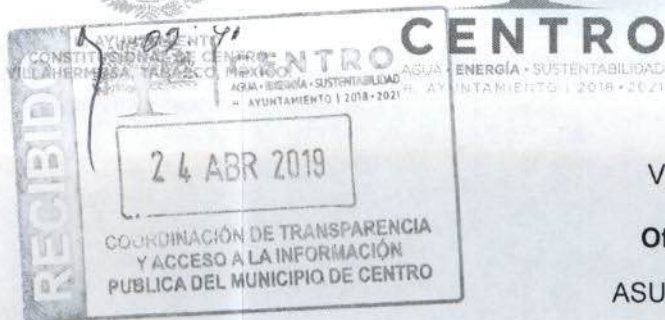 AYUNTAMIENTO
CONSTITUCIONAL DE CENTRO
VILLAHERMOSA, TABASCO, MÉXICO
CENTRO
AGUA • ENERGÍA • SUSTENTABILIDAD
H. AYUNTAMIENTO | 2018 - 2021
CENTRO
AGUA • ENERGÍA • SUSTENTABILIDAD
H. AYUNTAMIENTO | 2018 - 2021
RECIBIDO
24 ABR 2019
COORDINACIÓN DE TRANSPARENCIA
Y ACCESO A LA INFORMACIÓN
PUBLICA DEL MUNICIPIO DE CENTRO
V
Of
ASU